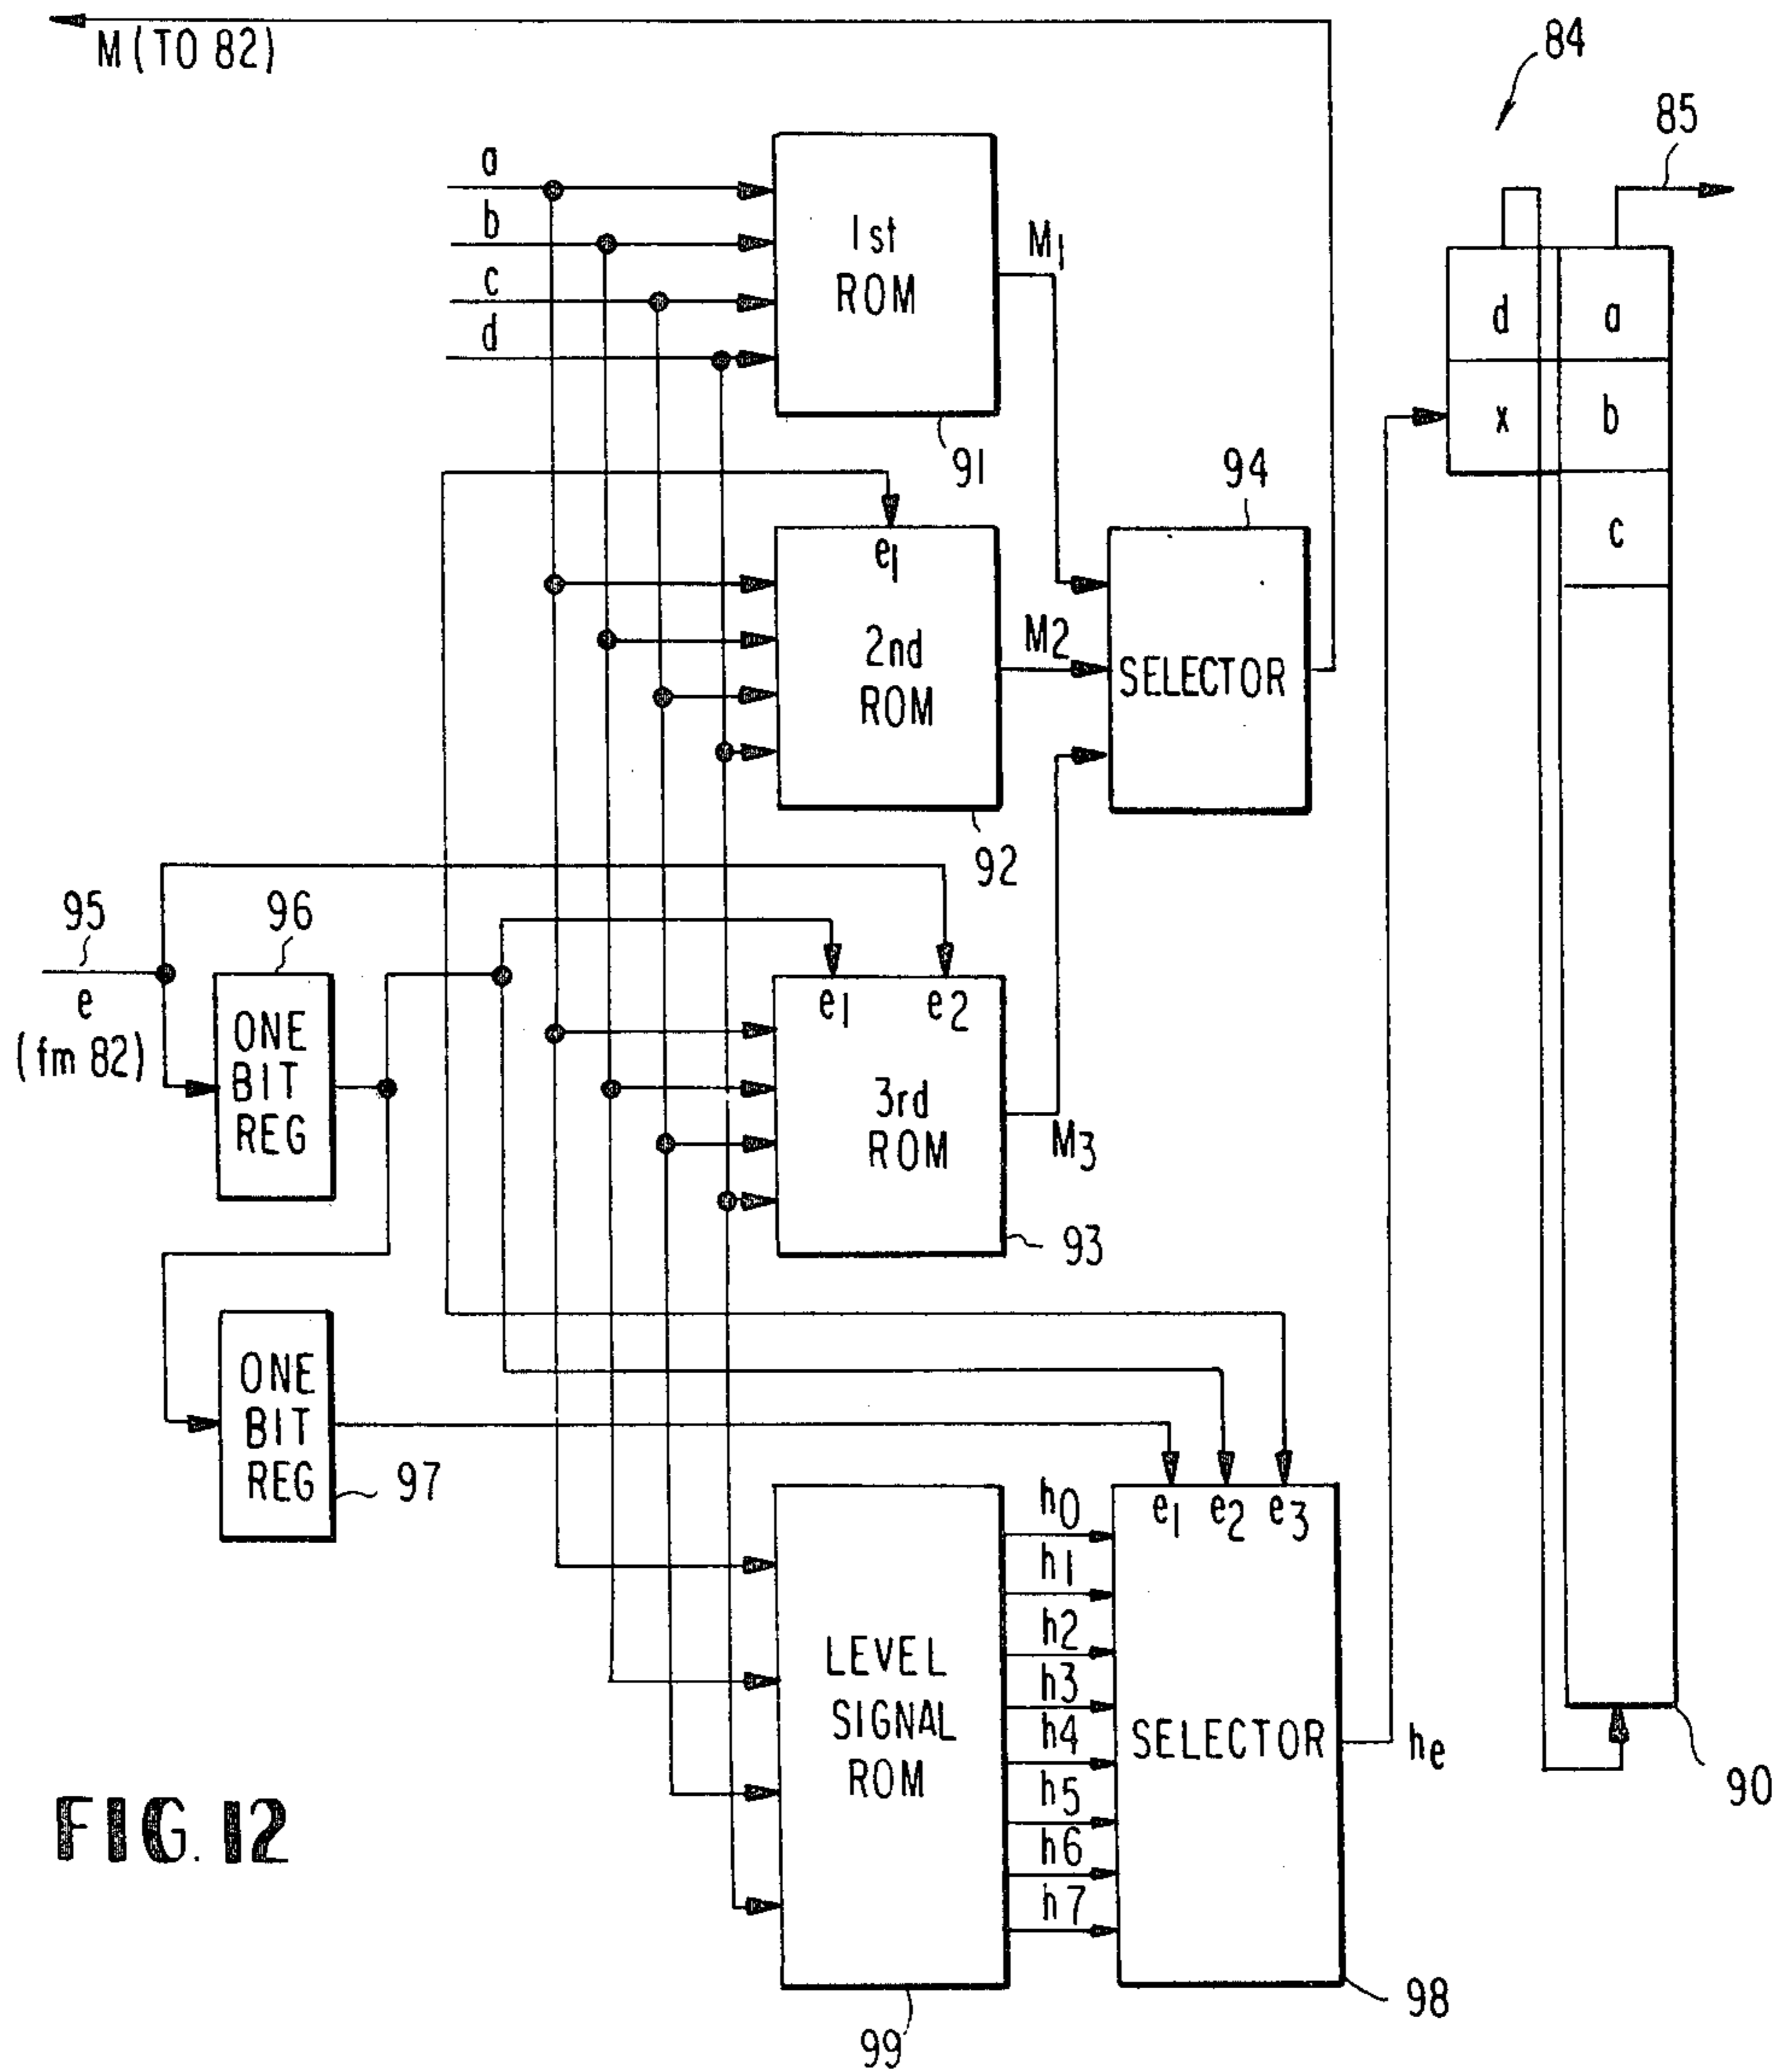 M (TO 82)
84
85
a
b
c
d
1st
ROM
M1
91
94
d
a
x
b
c
e1
2nd
ROM
M2
SELECTOR
92
95
96
e
(fm 82)
ONE
BIT
REG
e1
e2
3rd
ROM
M3
93
ONE
BIT
REG
97
LEVEL
SIGNAL
ROM
h0
h1
h2
h3
h4
h5
h6
h7
e1
e2
e3
SELECTOR
he
90
98
99
FIG. 12